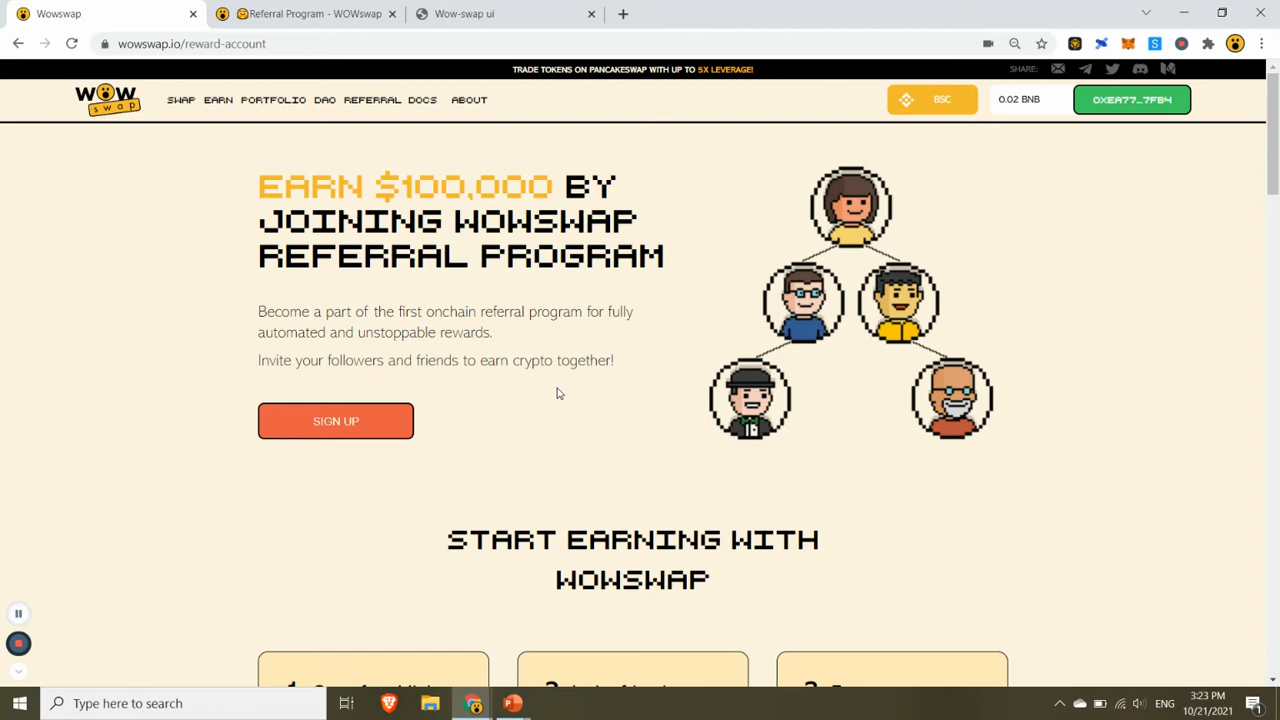 Wowswap
Referral Program - WOWswap
Wow-swap ui
wowswap.io/reward-account
TRADE TOKENS ON PANCAKESWAP WITH UP TO 5X LEVERAGE!
SHARE:
WOW
swap
SWAP EARN PORTFOLIO DAO REFERRAL DOCS ABOUT
BSC
0.02 BNB
0XEA77_7FB4
EARN $100,000 BY
JOINING WOWSWAP
REFERRAL PROGRAM
Become a part of the first onchain referral program for fully
automated and unstoppable rewards.
Invite your followers and friends to earn crypto together!
SIGN UP
START EARNING WITH
WOWSWAP
Type here to search
ENG
3:23 PM
10/21/2021